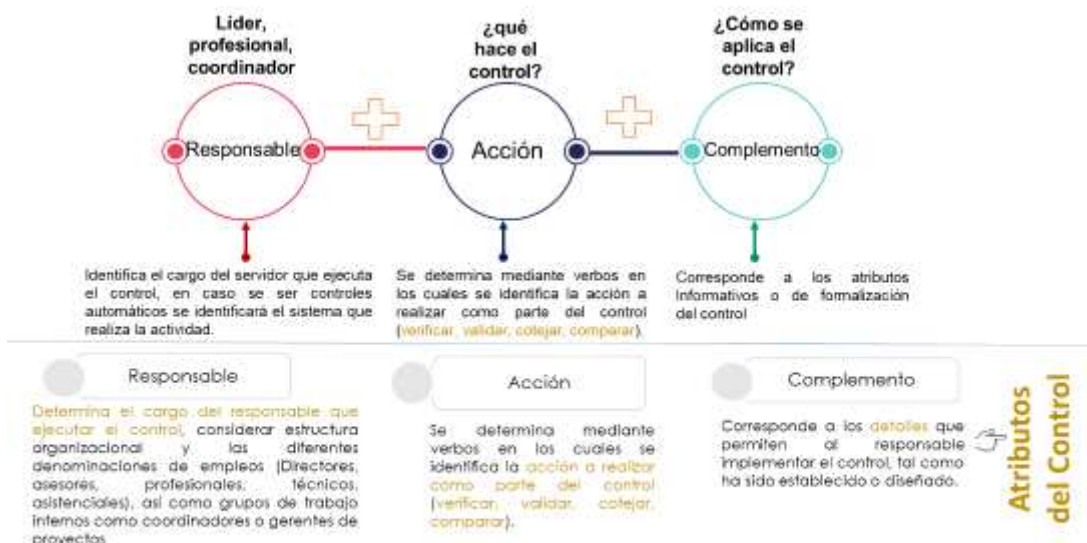 Lider,
profesional,
coordinador
¿qué
hace el
control?
¿Cómo se
aplica el
control?
Responsable
Acción
Complemento
Identifica el cargo del servidor que ejecuta
el control, en caso se ser controles
automáticos se identificará el sistema que
realiza la actividad.
Se determina mediante verbos en
los cuales se identifica la acción a
realizar como parte del control
(verificar, validar, cotejar, comparar).
Corresponde a los atributos
Informativos o de formalización
del control
Responsable
Determina el cargo del responsable que
ejecutar el control, considerar estructura
organizacional y las diferentes
denominaciones de empleos (Directores,
asesores, profesionales, técnicos,
asistenciales), así como grupos de trabajo
internos como coordinadores o gerentes de
proyectos
Acción
Se determina mediante
verbos en los cuales se
identifica la acción a realizar
como parte del control
(verificar, validar, cotejar,
comparar).
Complemento
Corresponde a los detalles que
permiten al responsable
implementar el control, tal como
ha sido establecido o diseñado.
Atributos
del Control